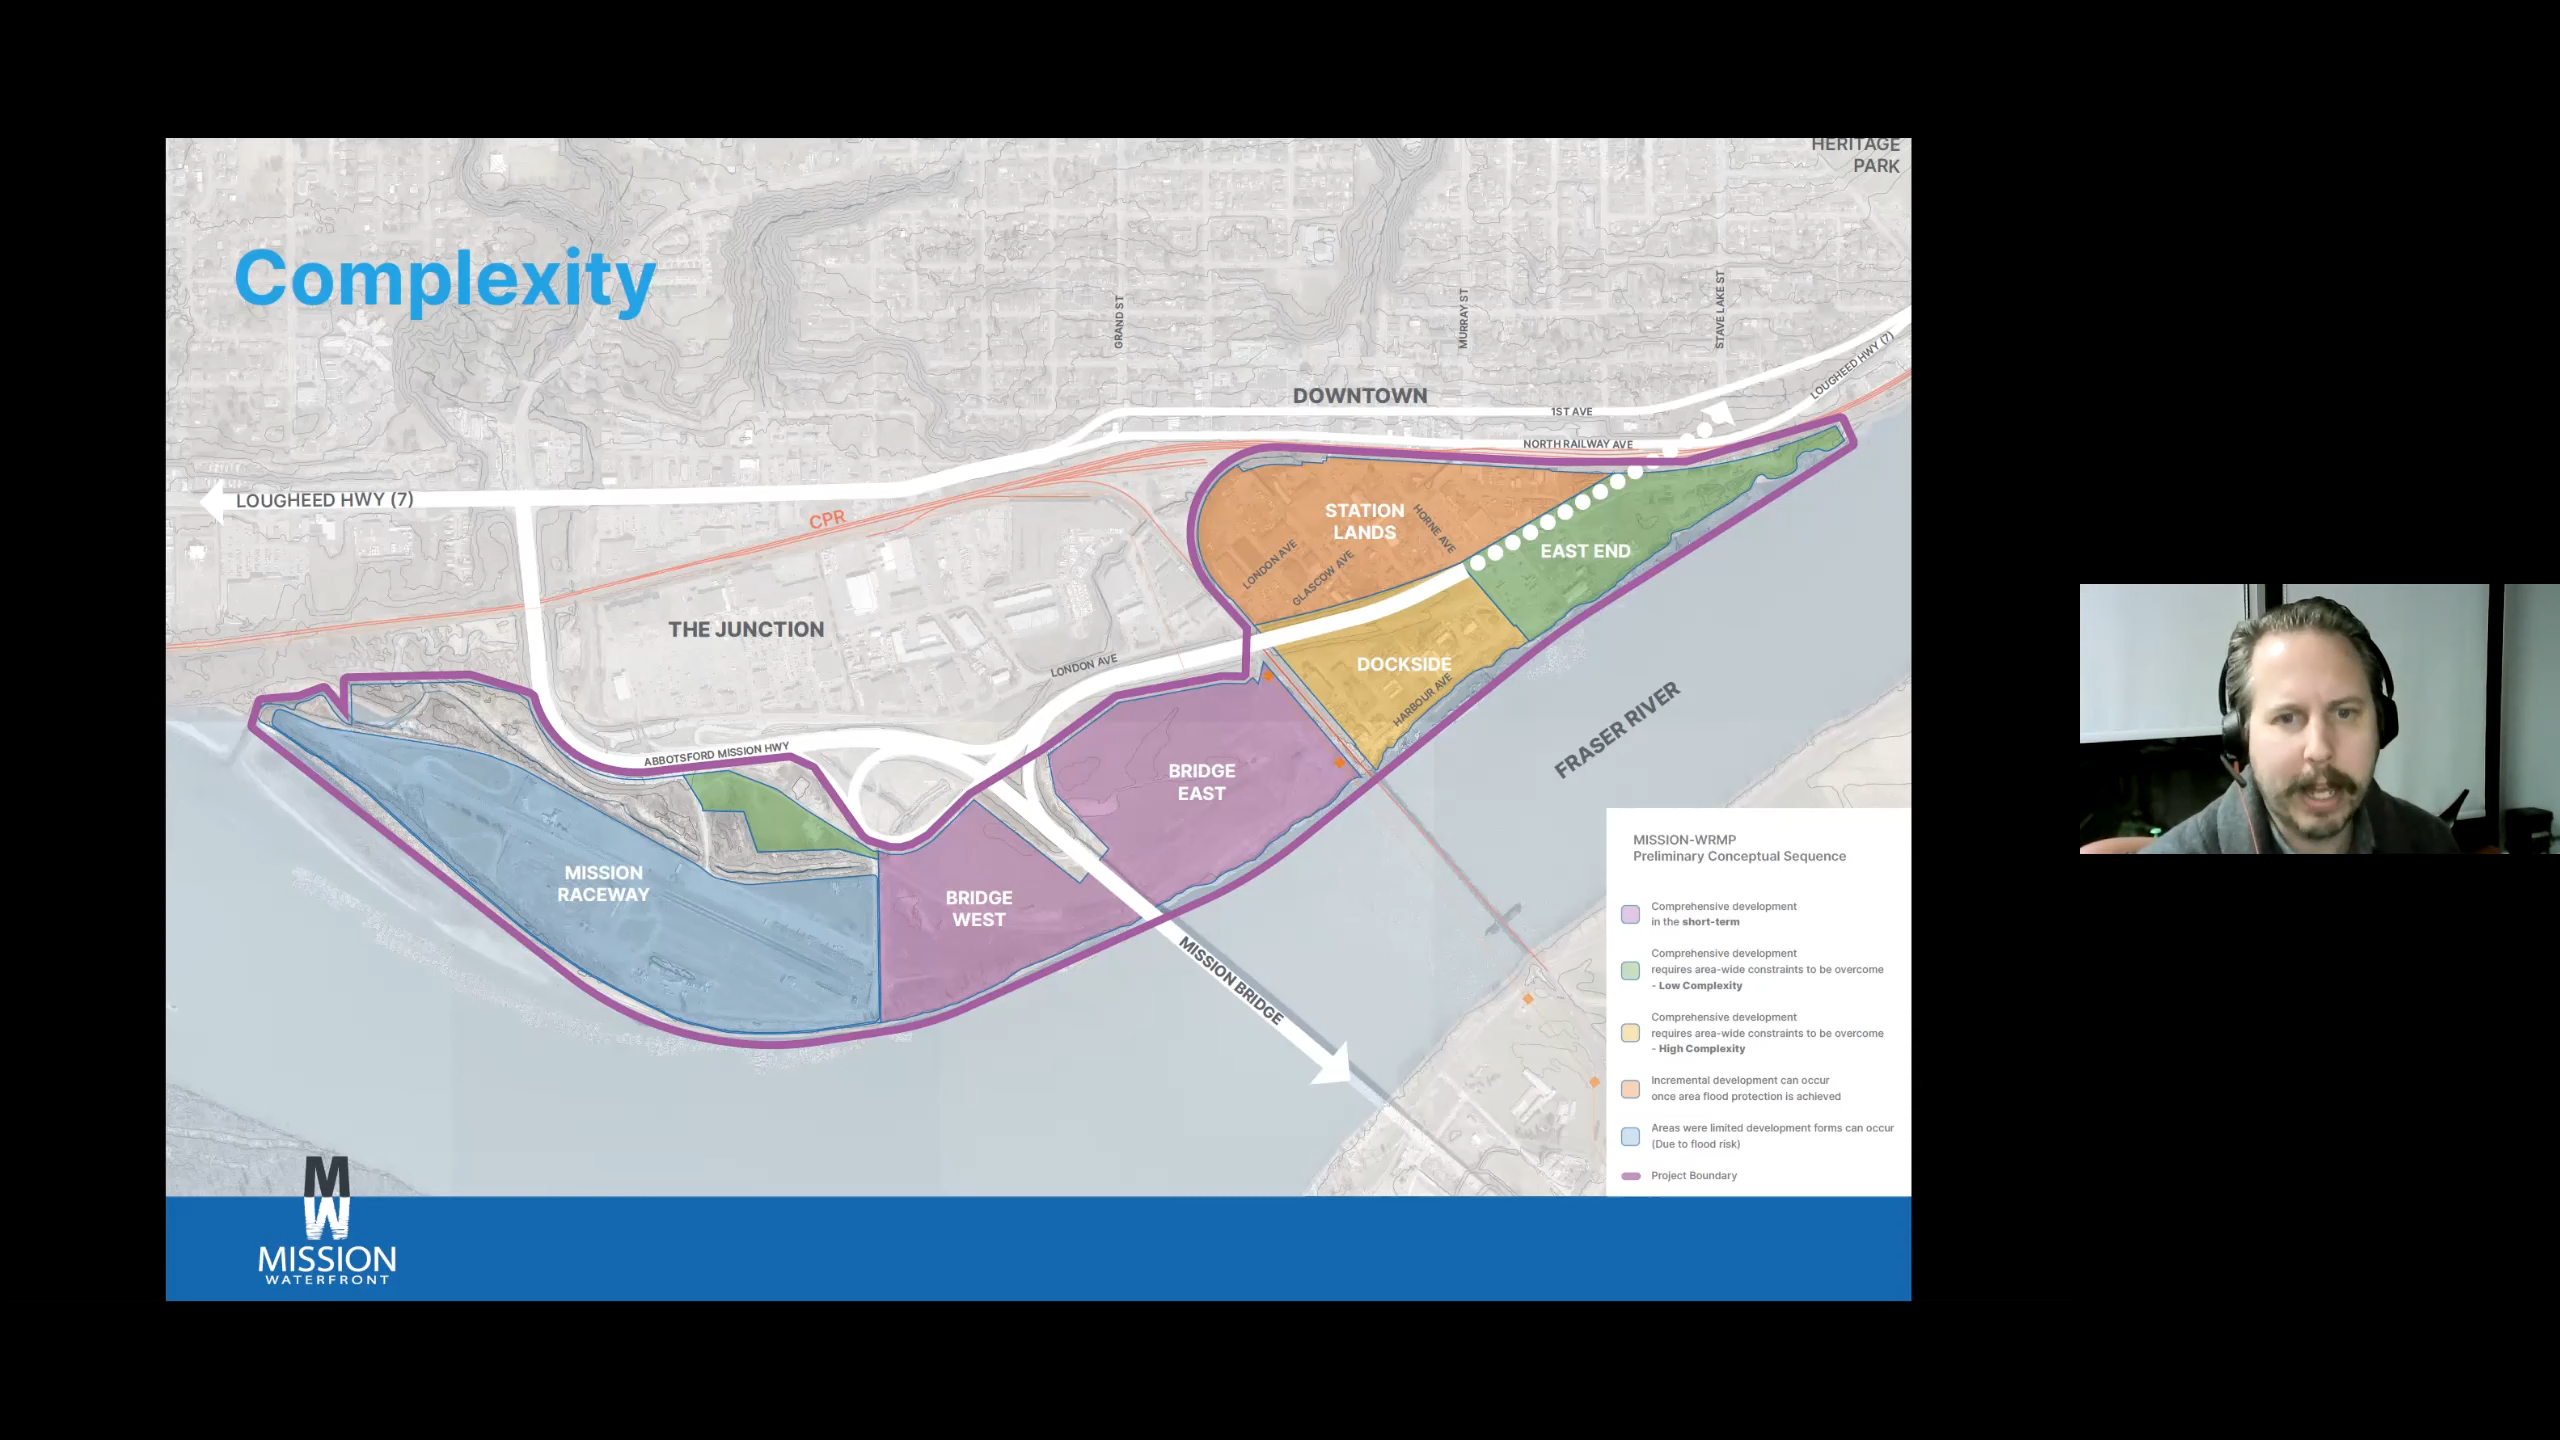 HERITAGE
PARK
Complexity
GRAND ST
MURRAY ST
STAVE LAKE ST
LOUGHEED HWY (7)
DOWNTOWN
1ST AVE
NORTH RAILWAY AVE
LOUGHEED HWY (7)
CPR
STATION
LANDS
HORNE AVE
LONDON AVE
GLASCOW AVE
EAST END
THE JUNCTION
LONDON AVE
DOCKSIDE
HARBOUR AVE
FRASER RIVER
ABBOTSFORD MISSION HWY
BRIDGE
EAST
MISSION
RACEWAY
BRIDGE
WEST
MISSION BRIDGE
MISSION-WRMP
Preliminary Conceptual Sequence
Comprehensive development
in the short-term
Comprehensive development
requires area-wide constraints to be overcome
- Low Complexity
Comprehensive development
requires area-wide constraints to be overcome
- High Complexity
Incremental development can occur
once area flood protection is achieved
Areas were limited development forms can occur
(Due to flood risk)
Project Boundary
MW
MISSION
WATERFRONT